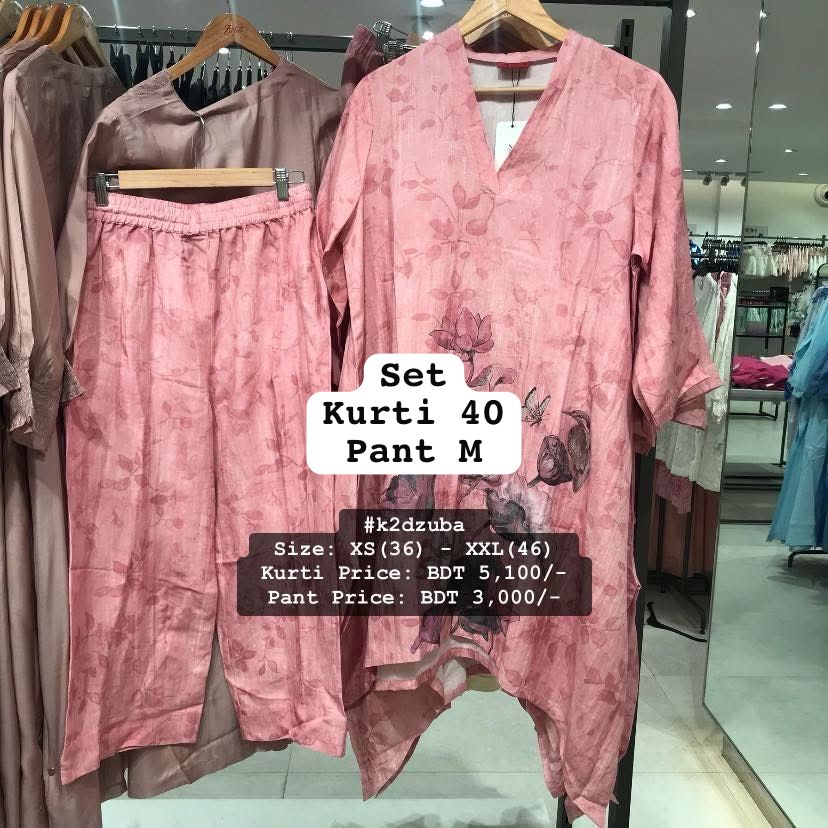 Set
Kurti 40
Pant M
#k2dzuba
Size: XS(36) - XXL(46)
Kurti Price: BDT 5,100/-
Pant Price: BDT 3,000/-